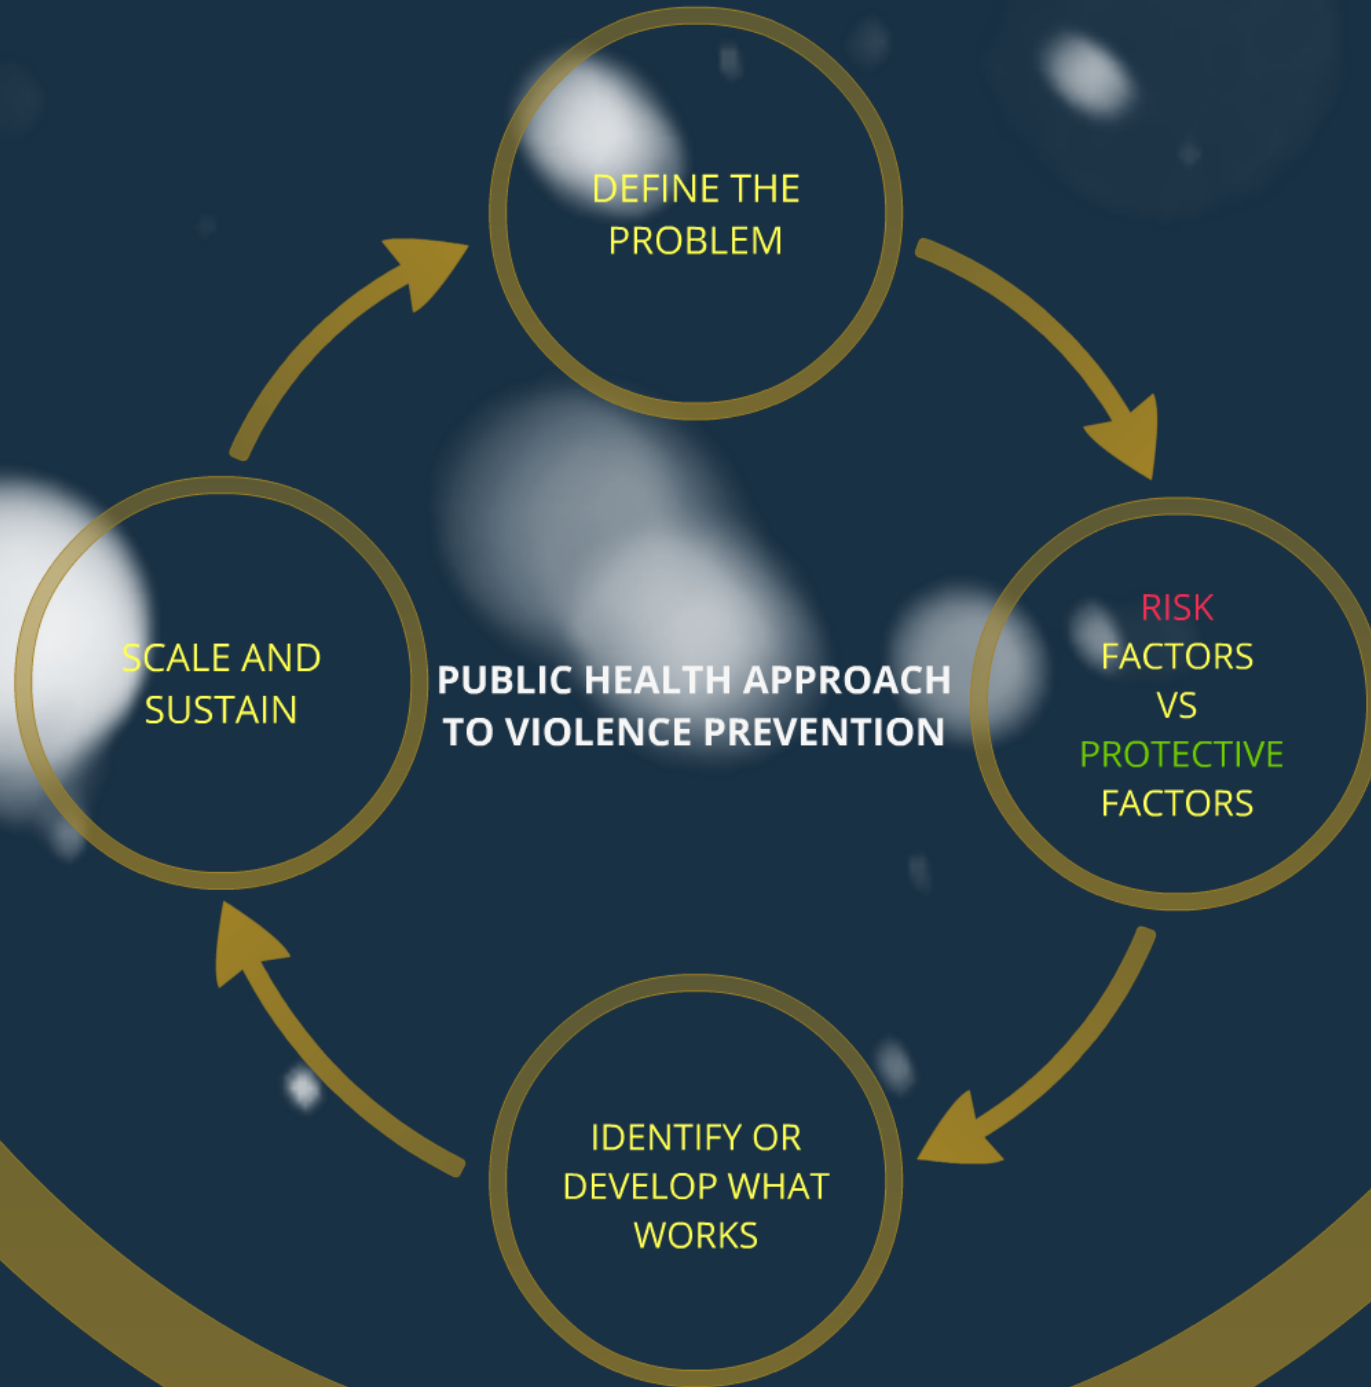 DEFINE THE
PROBLEM
RISK
FACTORS
VS
PROTECTIVE
FACTORS
IDENTIFY OR
DEVELOP WHAT
WORKS
SCALE AND
SUSTAIN
PUBLIC HEALTH APPROACH
TO VIOLENCE PREVENTION